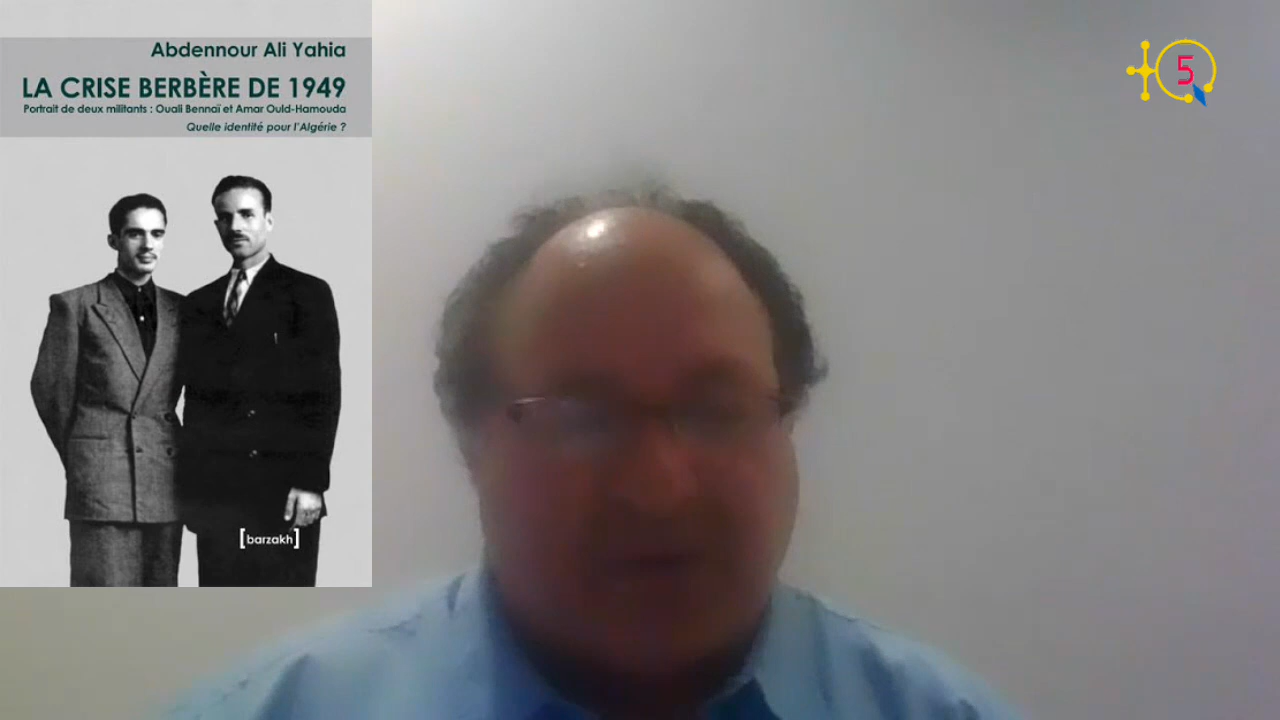 Abdennour Ali Yahia
LA CRISE BERBÈRE DE 1949
Portrait de deux militants : Ouali Bennaï et Amar Ould-Hamouda
Quelle identité pour l'Algérie ?
[barzakh]
5